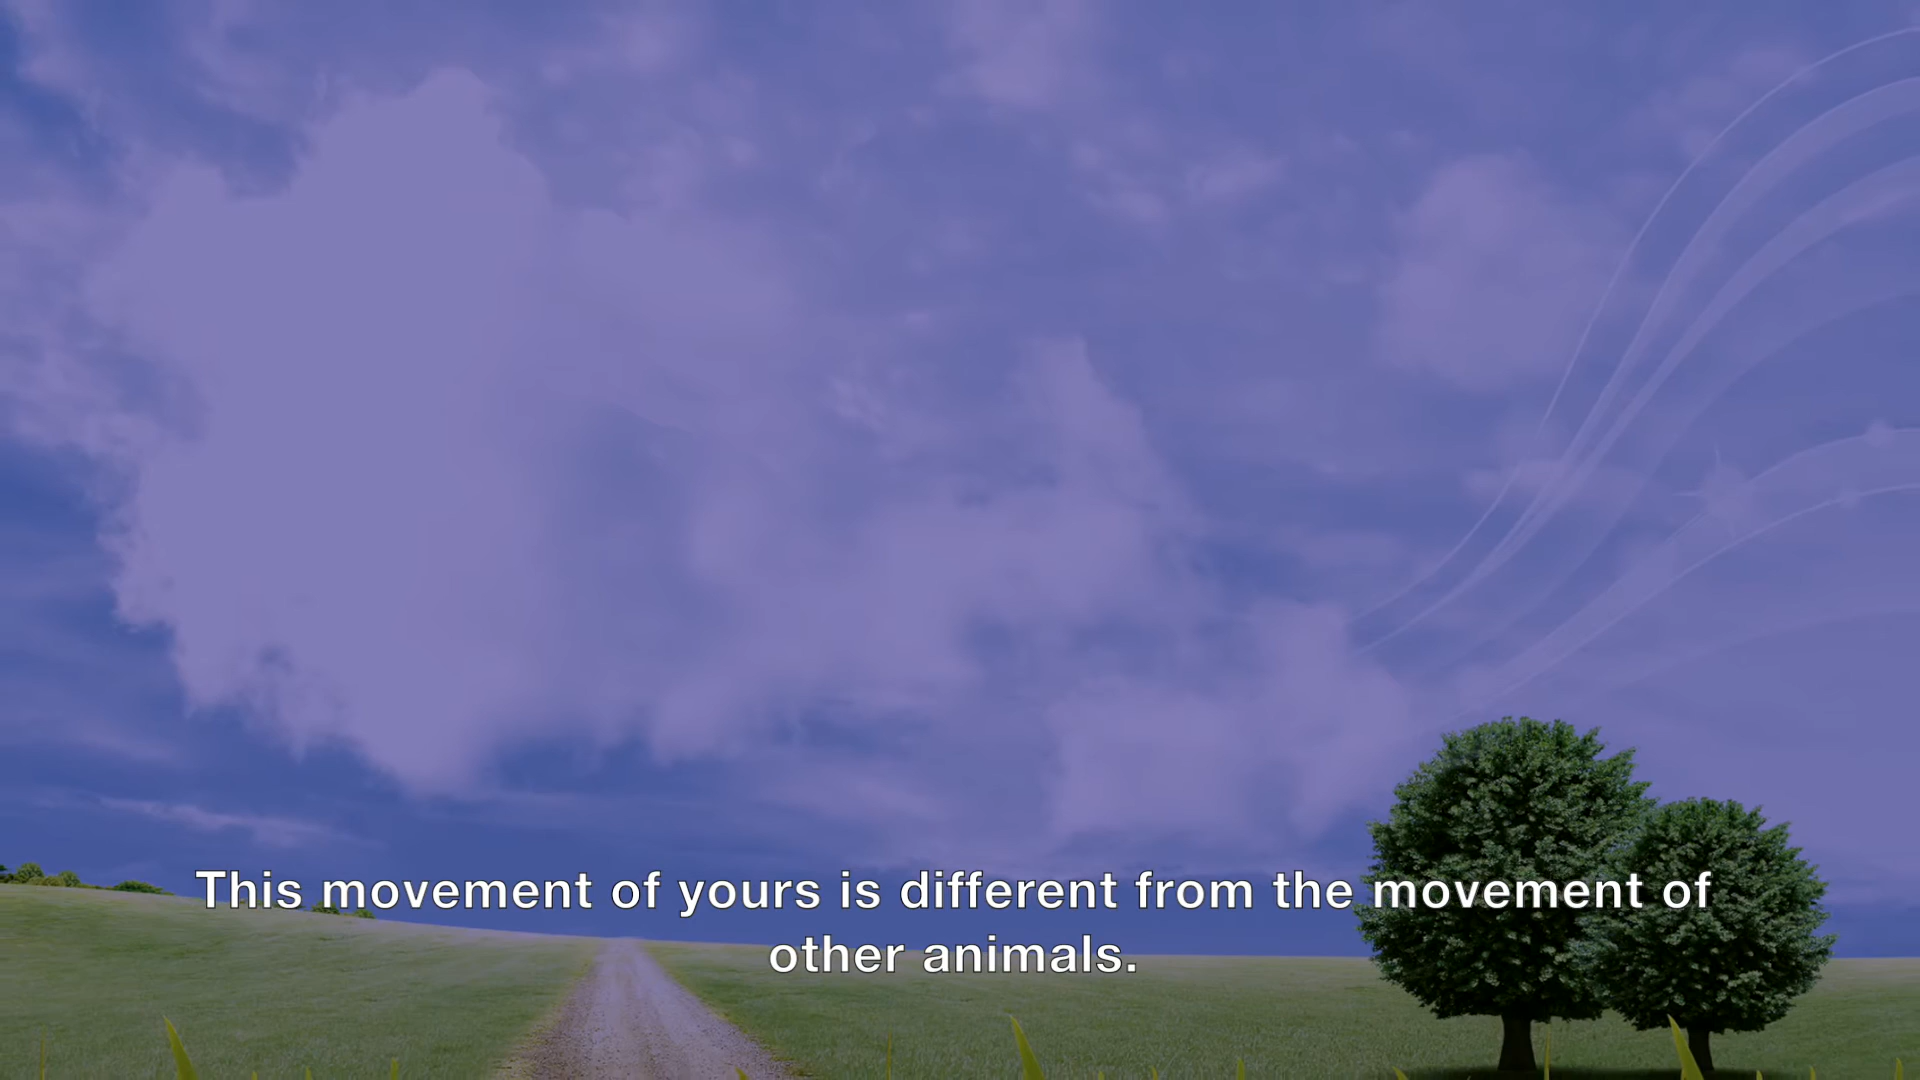 This movement of yours is different from the movement of
other animals.